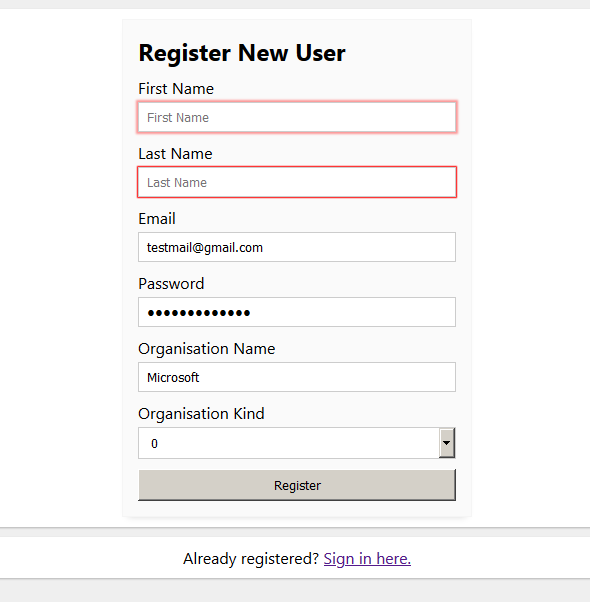 Register New User
First Name
First Name
Last Name
Last Name
Email
testmail@gmail.com
Password
•••••••••••••
Organisation Name
Microsoft
Organisation Kind
0
Register
Already registered? Sign in here.